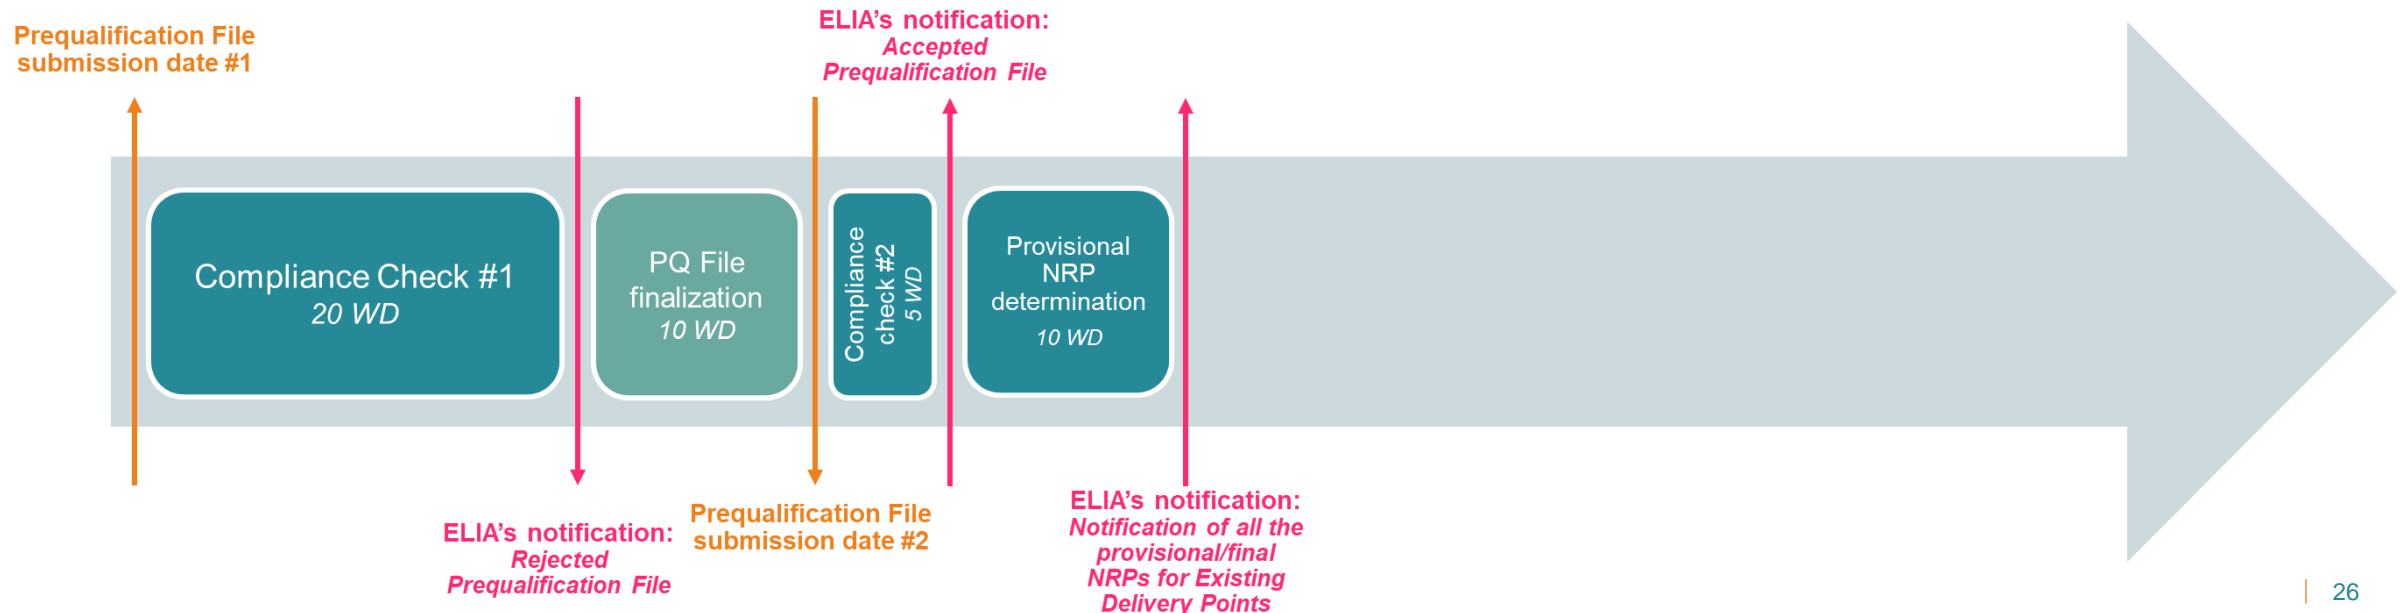 Prequalification File
submission date #1
ELIA's notification:
Accepted
Prequalification File
Compliance Check #1
20 WD
PQ File
finalization
10 WD
Compliance
check #2
5 WD
Provisional
NRP
determination
10 WD
ELIA's notification:
Rejected
Prequalification File
Prequalification File
submission date #2
ELIA's notification:
Notification of all the
provisional/final
NRPs for Existing
Delivery Points
26